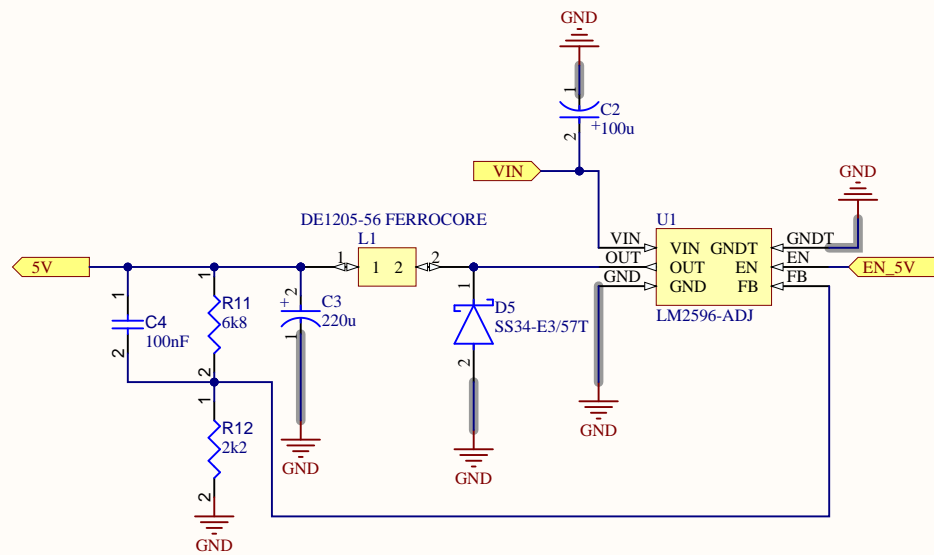 GND
1
C2
2
+100u
VIN
GND
DE1205-56 FERROCORE
U1
L1
VIN
VIN
GNDT
GNDT
5V
1
1
2
2
OUT
OUT
EN
EN
EN_5V
GND
GND
FB
FB
1
1
2
1
R11
+
C3
D5
LM2596-ADJ
C4
6k8
220u
SS34-E3/57T
100nF
1
2
2
2
1
R12
GND
2k2
GND
GND
2
GND